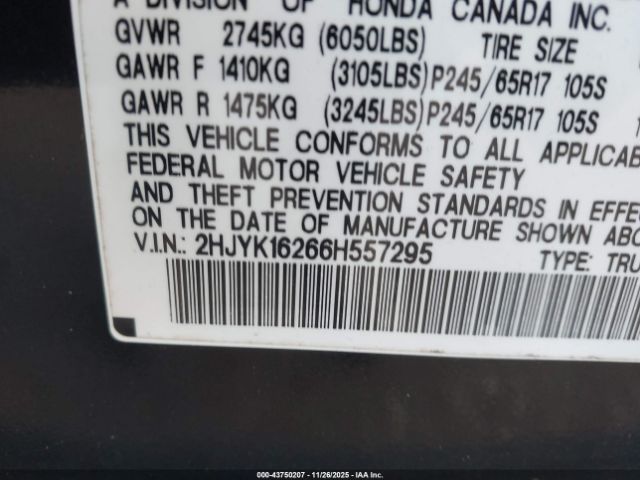 A DIVISION OF HONDA CANADA INC.
GVWR 2745KG (6050LBS) TIRE SIZE
GAWR F 1410KG (3105LBS) P245/65R17 105S
GAWR R 1475KG (3245LBS) P245/65R17 105S
THIS VEHICLE CONFORMS TO ALL APPLICAB
FEDERAL MOTOR VEHICLE SAFETY
AND THEFT PREVENTION STANDARDS IN EFFE
ON THE DATE OF MANUFACTURE SHOWN ABO
V.I.N.: 2HJYK16266H557295 TYPE: TRU
000-43750207 - 11/26/2025 - IAA, Inc.